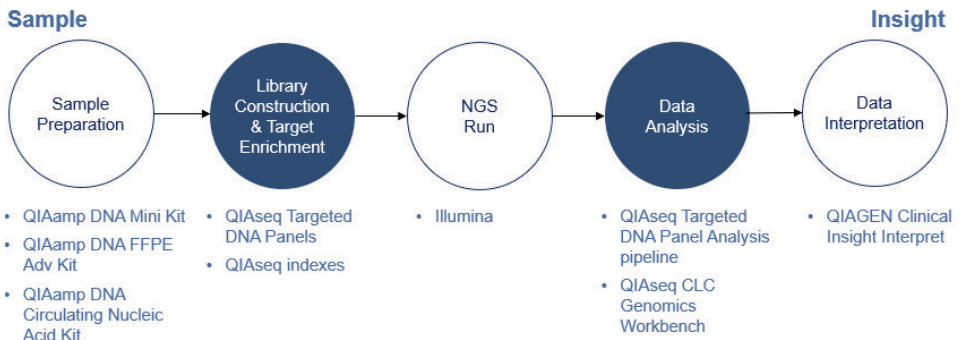 Sample
Insight
Sample
Preparation
Library
Construction
& Target
Enrichment
NGS
Run
Data
Analysis
Data
Interpretation
• QIAamp DNA Mini Kit
• QIAamp DNA FFPE
Adv Kit
• QIAamp DNA
Circulating Nucleic
Acid Kit
• QIAseq Targeted
DNA Panels
• QIAseq indexes
• Illumina
• QIAseq Targeted
DNA Panel Analysis
pipeline
• QIAseq CLC
Genomics
Workbench
• QIAGEN Clinical
Insight Interpret